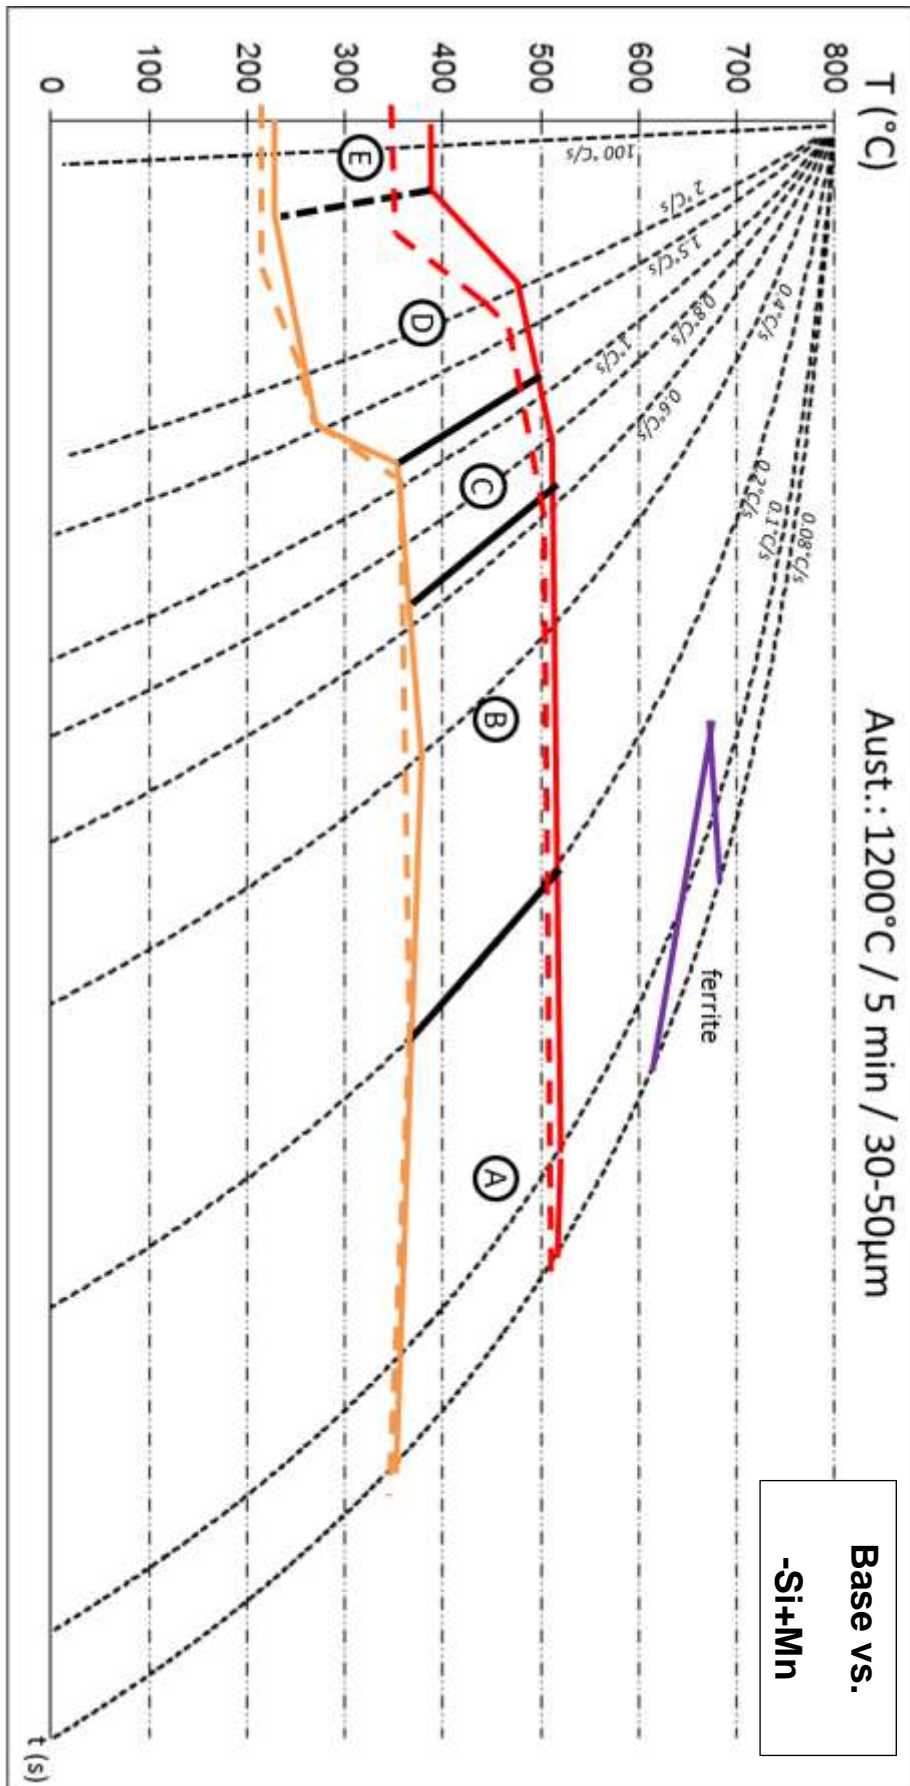 T (°C)
Aust.: 1200°C / 5 min / 30-50µm
Base vs.
-Si+Mn
800
700
600
500
400
300
200
100
0
100 °C/s
2°C/s
1.5°C/s
1°C/s
0.8°C/s
0.6°C/s
0.4°C/s
0.2°C/s
0.1°C/s
0.08°C/s
ferrite
E
D
C
B
A
t (s)